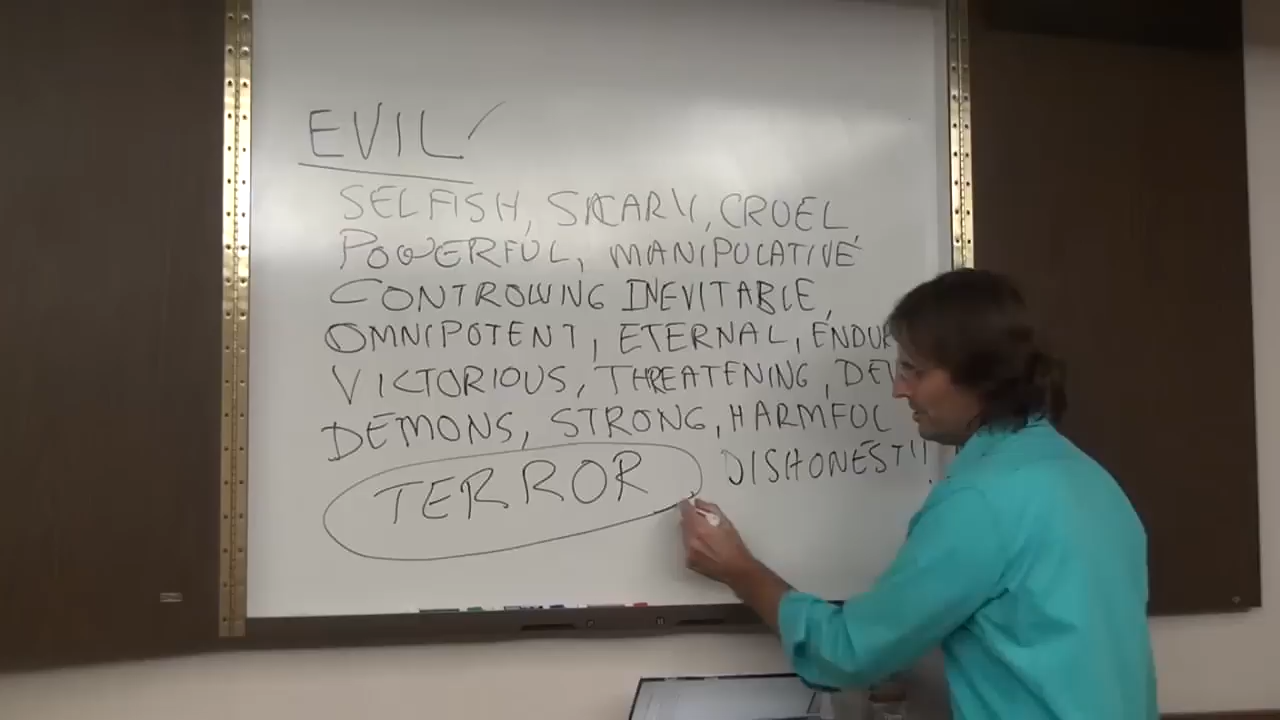 EVIL
SELFISH, SCARY, CRUEL,
POWERFUL, MANIPULATIVE,
CONTROLLING INEVITABLE,
OMNIPOTENT, ETERNAL,
VICTORIOUS, THREATENING,
DEMONS, STRONG, HARMFUL
TERROR DISHONEST!!!